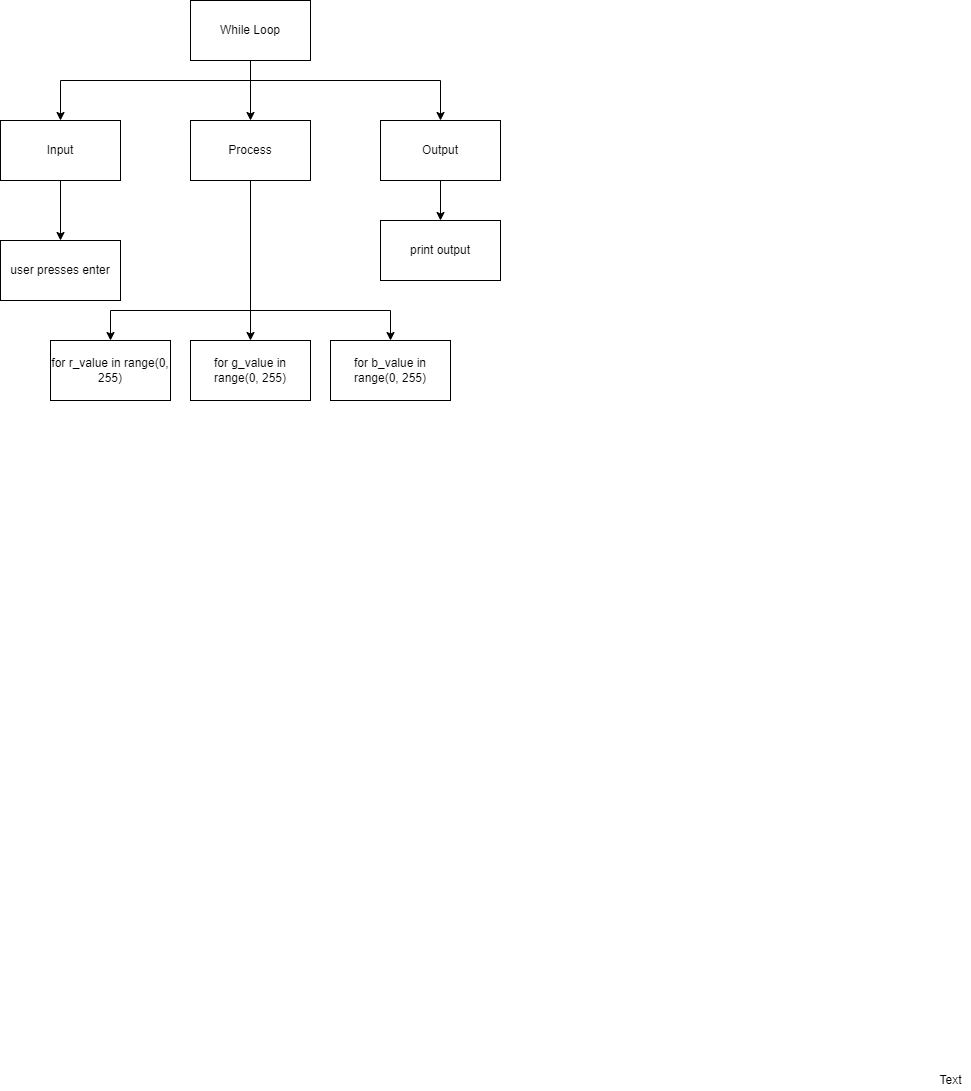 While Loop
Input
Process
Output
print output
user presses enter
for r_value in range(0,
255)
for g_value in
range(0, 255)
for b_value in
range(0, 255)
Text